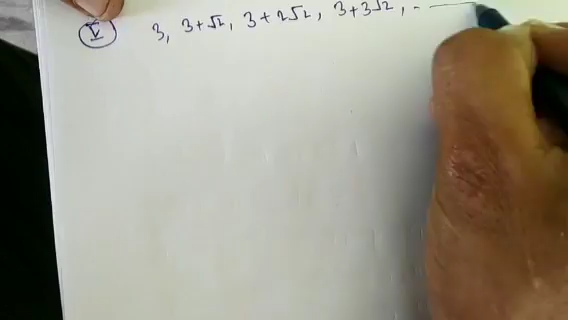 V 3, 3+√2, 3+2√2, 3+3√2, . —